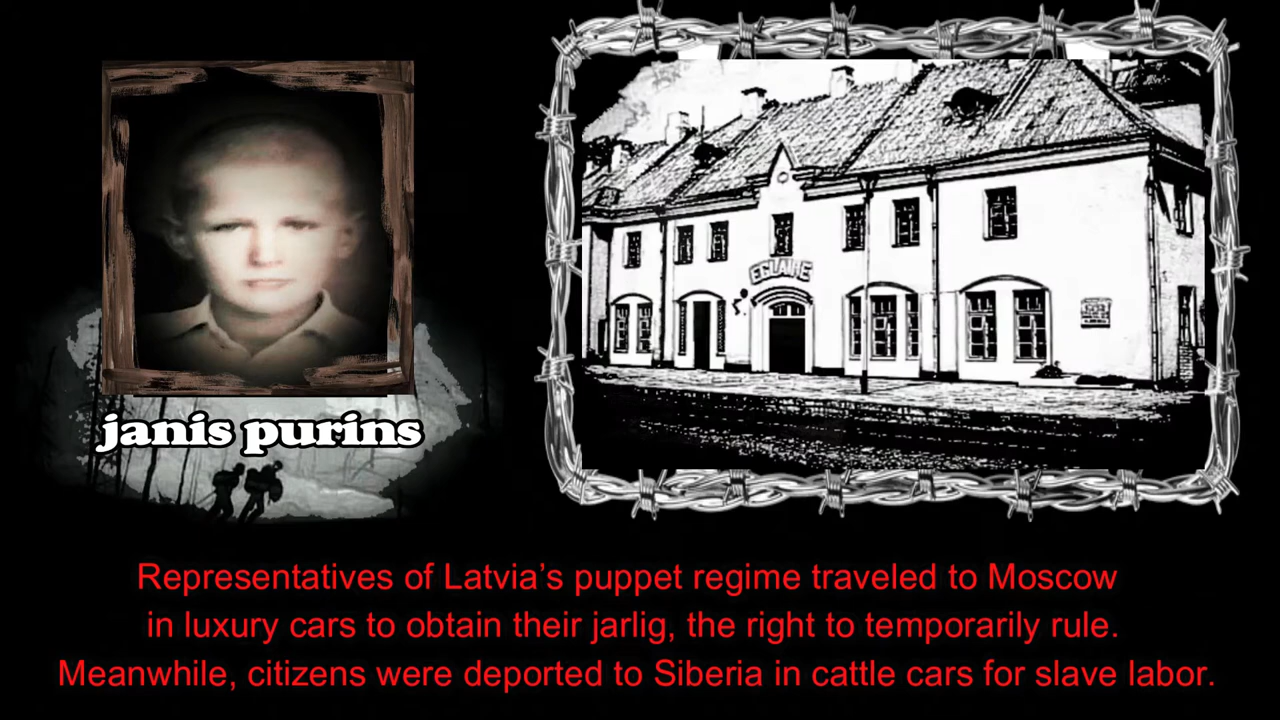 EGLAINE
janis purins
Representatives of Latvia’s puppet regime traveled to Moscow
in luxury cars to obtain their jarlig, the right to temporarily rule.
Meanwhile, citizens were deported to Siberia in cattle cars for slave labor.